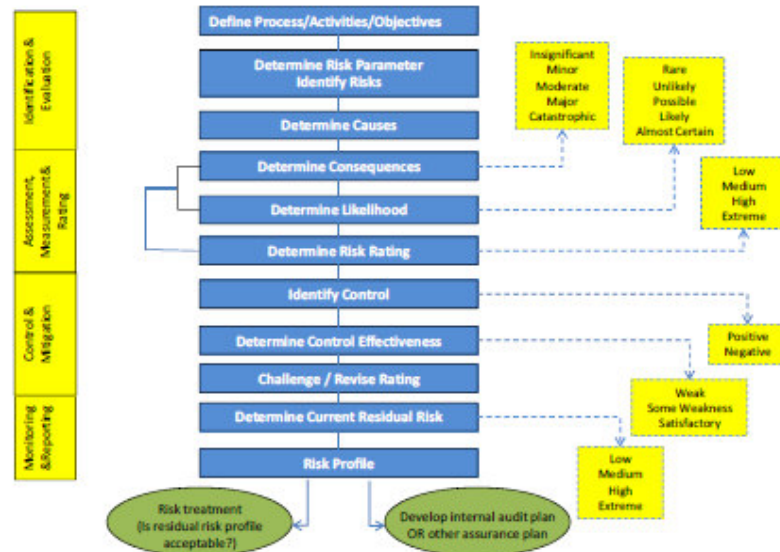 Identification &
Evaluation
Assessment,
Measurement &
Rating
Control &
Mitigation
Monitoring
&Reporting
Define Process/Activities/Objectives
Determine Risk Parameter
Identify Risks
Determine Causes
Determine Consequences
Determine Likelihood
Determine Risk Rating
Identify Control
Determine Control Effectiveness
Challenge / Revise Rating
Determine Current Residual Risk
Risk Profile
Insignificant
Minor
Moderate
Major
Catastrophic
Rare
Unlikely
Possible
Likely
Almost Certain
Low
Medium
High
Extreme
Positive
Negative
Weak
Some Weakness
Satisfactory
Low
Medium
High
Extreme
Risk treatment
(Is residual risk profile
acceptable?)
Develop internal audit plan
OR other assurance plan